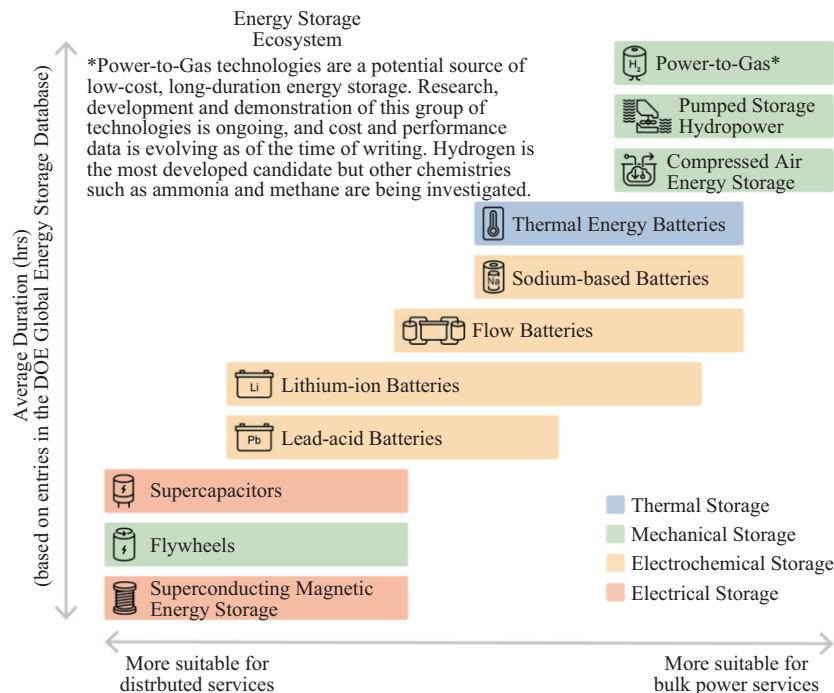 Energy Storage
Ecosystem
*Power-to-Gas technologies are a potential source of
low-cost, long-duration energy storage. Research,
development and demonstration of this group of
technologies is ongoing, and cost and performance
data is evolving as of the time of writing. Hydrogen is
the most developed candidate but other chemistries
such as ammonia and methane are being investigated.
Average Duration (hrs)
(based on entries in the DOE Global Energy Storage Database)
H2
Power-to-Gas*
Pumped Storage
Hydropower
Compressed Air
Energy Storage
Thermal Energy Batteries
Na
Sodium-based Batteries
Flow Batteries
Li
Lithium-ion Batteries
Pb
Lead-acid Batteries
Supercapacitors
Flywheels
Superconducting Magnetic
Energy Storage
Thermal Storage
Mechanical Storage
Electrochemical Storage
Electrical Storage
More suitable for
distrbuted services
More suitable for
bulk power services